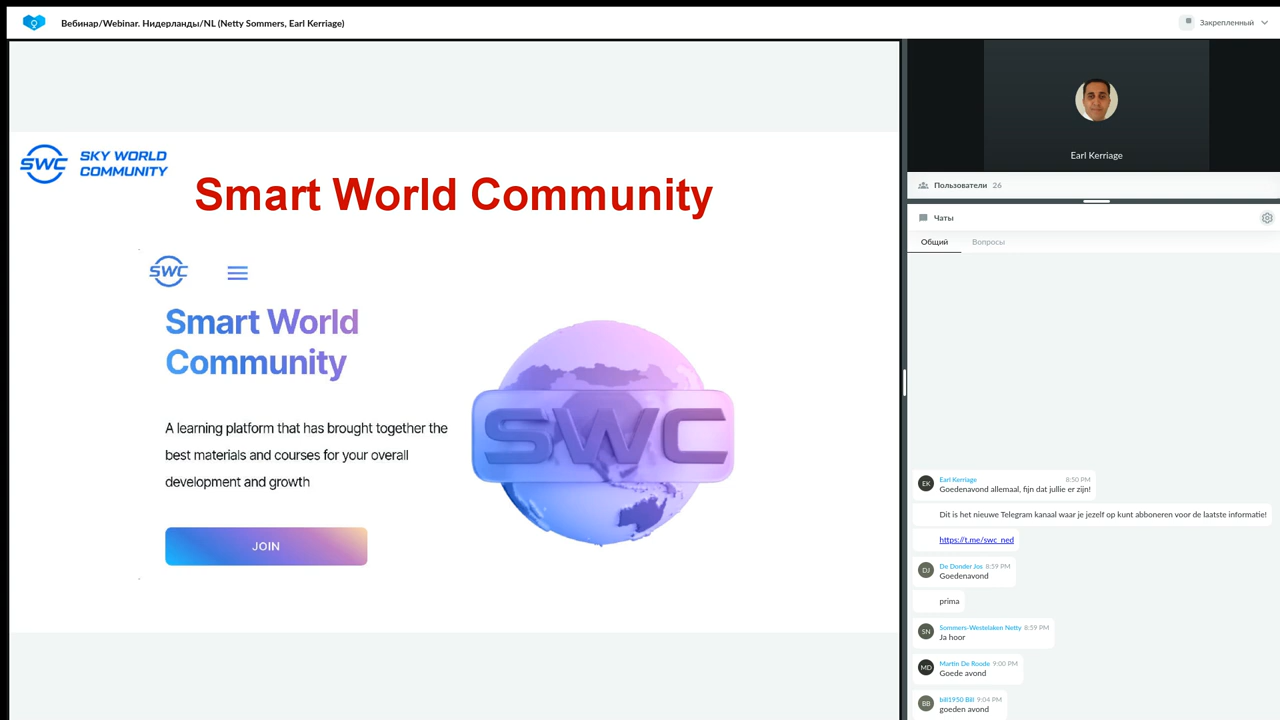 Вебинар/Webinar. Нидерланды/NL (Netty Sommers, Earl Kerriage)
Закрепленный
SWC SKY WORLD
COMMUNITY
Smart World Community
SWC
Smart World
Community
A learning platform that has brought together the
best materials and courses for your overall
development and growth
JOIN
SWC
Earl Kerriage
Пользователи 26
Чаты
Общий Вопросы
EK Earl Kerriage 8:50 PM
Goedenavond allemaal, fijn dat jullie er zijn!
Dit is het nieuwe Telegram kanaal waar je jezelf op kunt abboneren voor de laatste informatie!
https://t.me/swc_ned
DJ De Donder Jos 8:59 PM
Goedenavond
prima
SN Sommers-Westelaken Netty 8:59 PM
Ja hoor
MD Martin De Roode 9:00 PM
Goede avond
BB bill1950 Bill 9:04 PM
goeden avond